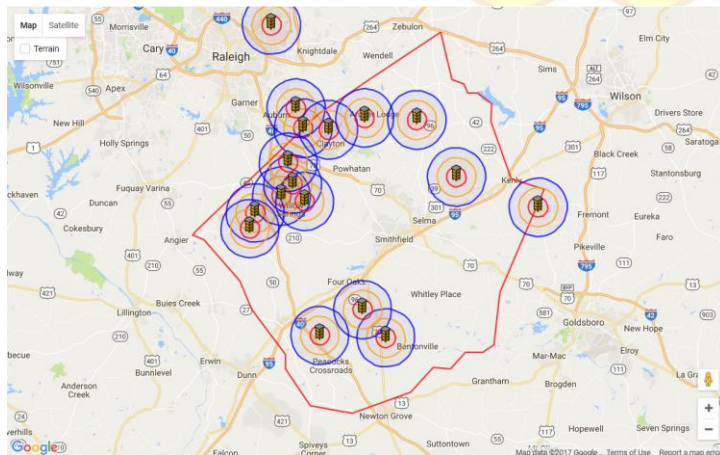 Map Satellite
Terrain
Morrisville
Zebulon
Elm City
Cary
Raleigh
Knightdale
Wendell
Sims
Wilson
Wilsonville
Apex
Garner
Auburn
Drivers Store
New Hill
Holly Springs
Clayton
Saratoga
Black Creek
Powhatan
Stantonsburg
Kenly
Fuquay Varina
Duncan
Cokesbury
Angier
Selma
Smithfield
Fremont
Eureka
Faro
Pikeville
Four Oaks
Whitley Place
Buies Creek
Lillington
Goldsboro
New Hope
Erwin
Bunnlevel
Dunn
Bentonville
Peacocks
Crossroads
Mar-Mac
Elroy
Grantham
Brogden
Anderson
Creek
Newton Grove
Hopewell
Seven Springs
Spiveys
Corner
Suttontown
Falcon
Google
Map data ©2017 Google
Terms of Use
Report a map error